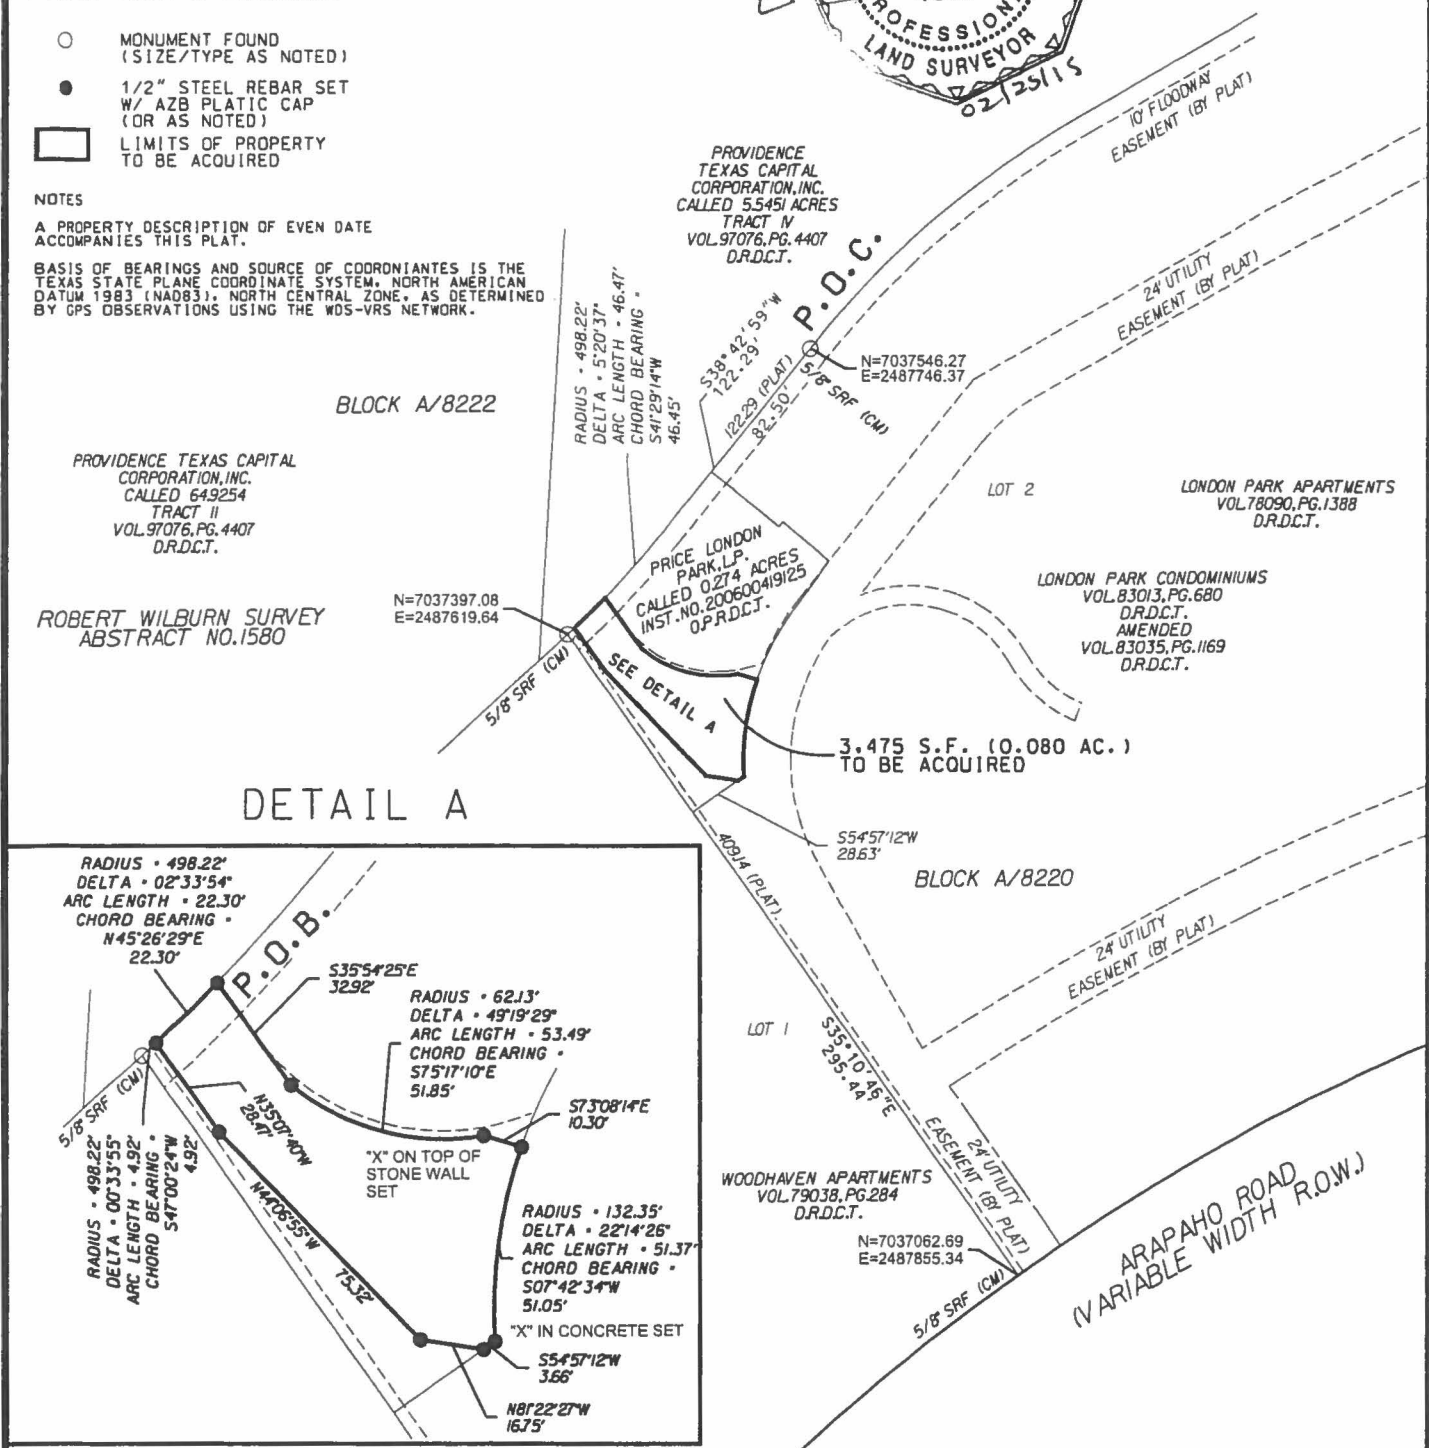 MONUMENT FOUND
(SIZE/TYPE AS NOTED)
1/2" STEEL REBAR SET
W/ AZB PLATIC CAP
(OR AS NOTED)
LIMITS OF PROPERTY
TO BE ACQUIRED
NOTES
A PROPERTY DESCRIPTION OF EVEN DATE
ACCOMPANIES THIS PLAT.
BASIS OF BEARINGS AND SOURCE OF COORONIANTES IS THE
TEXAS STATE PLANE COORDINATE SYSTEM, NORTH AMERICAN
DATUM 1983 (NAD83), NORTH CENTRAL ZONE, AS DETERMINED
BY GPS OBSERVATIONS USING THE WDS-VRS NETWORK.
LAND SURVEYOR
02/25/15
10' FLOODWAY
EASEMENT (BY PLAT)
PROVIDENCE
TEXAS CAPITAL
CORPORATION, INC.
CALLED 5.5451 ACRES
TRACT IV
VOL. 97076, PG. 4407
D.R.D.C.T.
P.O.C.
24' UTILITY
EASEMENT (BY PLAT)
RADIUS = 498.22'
DELTA = 5°20'37"
ARC LENGTH = 46.47'
CHORD BEARING =
S41°29'14"W
46.45'
S38°42'59"W
122.29'
122.29 (PLAT)
82.50'
N=7037546.27
E=2487746.37
5/8" SRF (CM)
BLOCK A/8222
PROVIDENCE TEXAS CAPITAL
CORPORATION, INC.
CALLED 64.9254
TRACT II
VOL. 97076, PG. 4407
D.R.D.C.T.
LOT 2
LONDON PARK APARTMENTS
VOL. 78090, PG. 1388
D.R.D.C.T.
PRICE LONDON
PARK, L.P.
CALLED 0.274 ACRES
INST. NO. 200600419125
O.P.R.D.C.T.
LONDON PARK CONDOMINIUMS
VOL. 83013, PG. 680
D.R.D.C.T.
AMENDED
VOL. 83035, PG. 1169
D.R.D.C.T.
N=7037397.08
E=2487619.64
ROBERT WILBURN SURVEY
ABSTRACT NO. 1580
5/8" SRF (CM)
SEE DETAIL A
3,475 S.F. (0.080 AC.)
TO BE ACQUIRED
DETAIL A
S54°57'12"W
28.63'
409.14 (PLAT)
BLOCK A/8220
RADIUS = 498.22'
DELTA = 02°33'54"
ARC LENGTH = 22.30'
CHORD BEARING =
N45°26'29"E
22.30'
P.O.B.
S35°54'25"E
32.92'
RADIUS = 62.13'
DELTA = 49°19'29"
ARC LENGTH = 53.49'
CHORD BEARING =
S75°17'10"E
51.85'
S73°08'14"E
10.30'
5/8" SRF (CM)
N35°07'40"W
28.47'
"X" ON TOP OF
STONE WALL
SET
RADIUS = 498.22'
DELTA = 00°33'55"
ARC LENGTH = 4.92'
CHORD BEARING =
S47°00'24"W
4.92'
N44°06'55"W
75.32'
RADIUS = 132.35'
DELTA = 22°14'26"
ARC LENGTH = 51.37'
CHORD BEARING =
S07°42'34"W
51.05'
"X" IN CONCRETE SET
S54°57'12"W
3.66'
N81°22'27"W
16.75'
24' UTILITY
EASEMENT (BY PLAT)
LOT 1
S35°10'46"E
295.44'
24' UTILITY
EASEMENT (BY PLAT)
WOODHAVEN APARTMENTS
VOL. 79038, PG. 284
D.R.D.C.T.
N=7037062.69
E=2487855.34
5/8" SRF (CM)
ARAPAHO ROAD
(VARIABLE WIDTH R.O.W.)